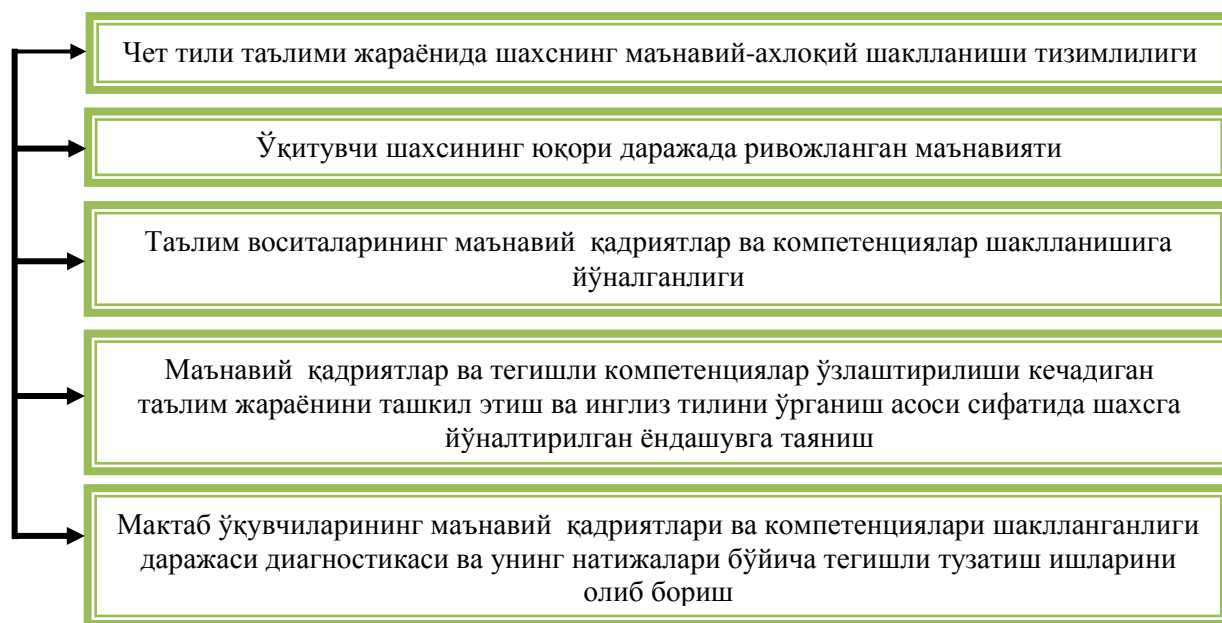 Чет тили таълими жараёнида шахснинг маънавий-ахлоқий шаклланиши тизимлилиги
Ўқитувчи шахсининг юқори даражада ривожланган маънавияти
Таълим воситаларининг маънавий қадриятлар ва компетенциялар шаклланишига
йўналганлиги
Маънавий қадриятлар ва тегишли компетенциялар ўзлаштирилиши кечадиган
таълим жараёнини ташкил этиш ва инглиз тилини ўрганиш асоси сифатида шахсга
йўналтирилган ёндашувга таяниш
Мактаб ўқувчиларининг маънавий қадриятлари ва компетенциялари шаклланганлиги
даражаси диагностикаси ва унинг натижалари бўйича тегишли тузатиш ишларини
олиб бориш